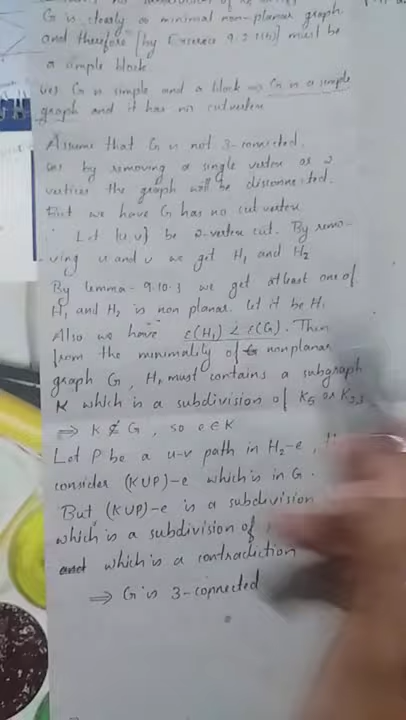 G is clearly a minimal non-planar graph
and therefore [by Exercise 9.2.1(b)] must be
a simple block
G is simple and a block ⇒ G is a simple
graph and it has no cutvertex
Assume that G is not 3-connected.
by removing a single vertex or 2
vertices the graph will be disconnected.
But we have G has no cut vertex
∴ Let {u,v} be 2-vertex cut. By remo-
ving u and v we get H₁ and H₂
By lemma-9.10.3 we get atleast one of
H₁ and H₂ is non planar. Let it be H₁
Also we have ε(H₁) < ε(G). Then
from the minimality of nonplanar
graph G, H₁ must contains a subgraph
K which is a subdivision of K₅ or K₃,₃
⇒ K ⊄ G, so e ∈ K
Let P be a u-v path in H₂-e,
consider (KUP)-e which is in G.
But (KUP)-e is a subdivision
which is a subdivision of
which is a contradiction
⇒ G is 3-connected